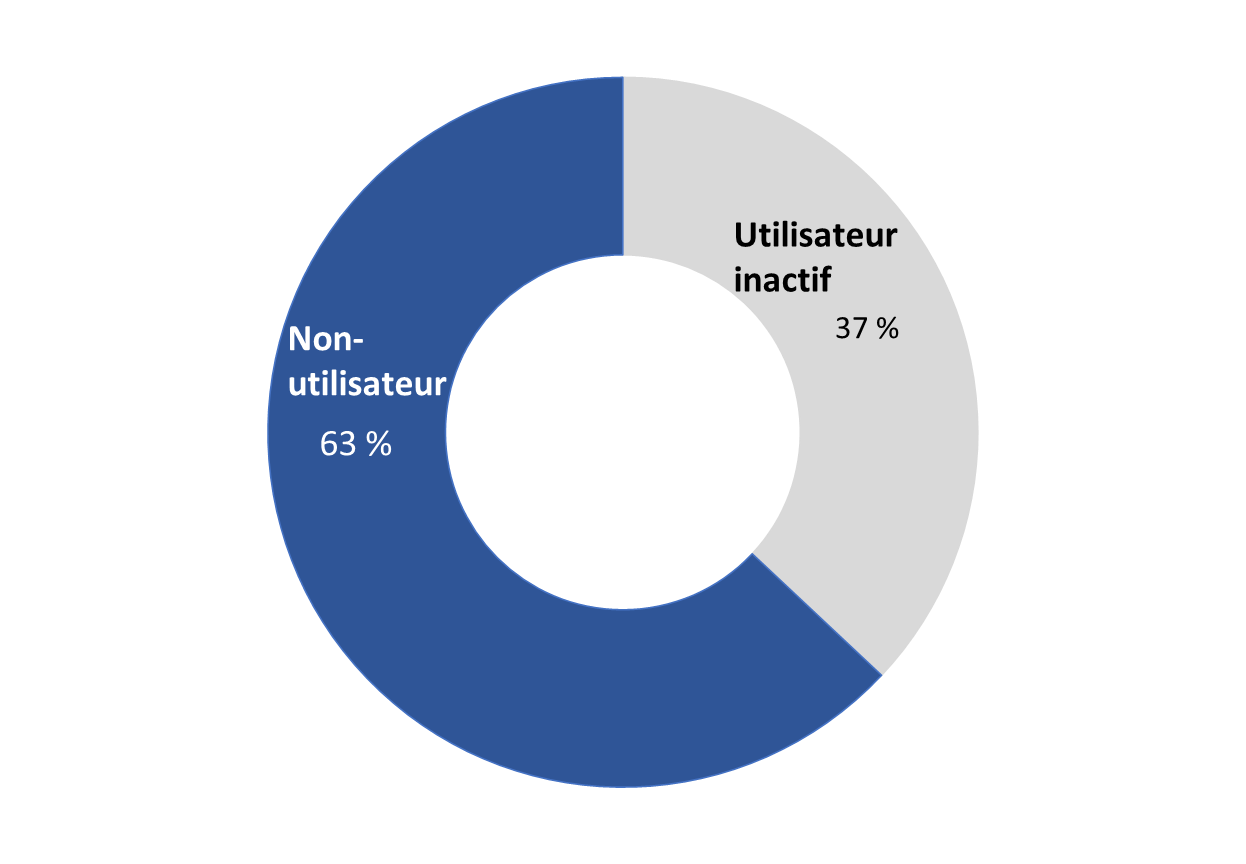 Utilisateur
inactif
37 %
Non-
utilisateur
63 %